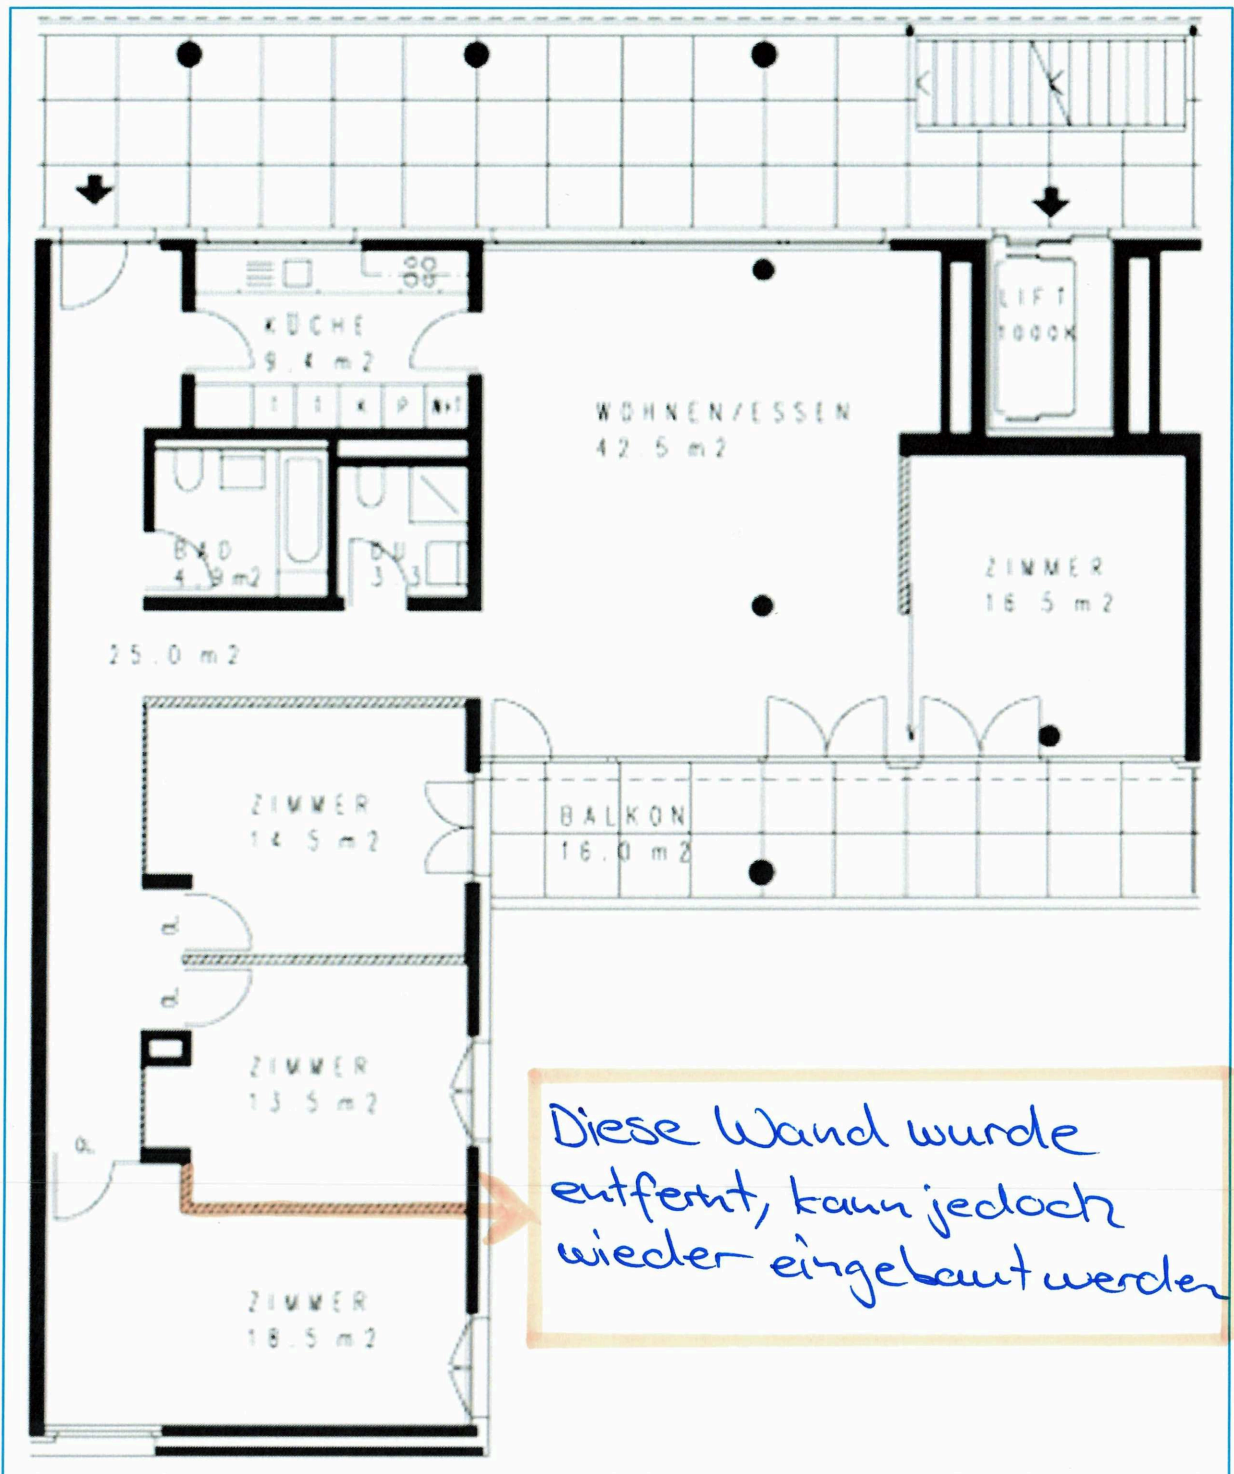 LIFT
1000K
KÜCHE
9.4 m2
T T K P
WOHNEN/ESSEN
42.5 m2
BAD
4.9 m2
DU
3.3
ZIMMER
16.5 m2
25.0 m2
ZIMMER
14.5 m2
BALKON
16.0 m2
ZIMMER
13.5 m2
Diese Wand wurde
entfernt, kann jedoch
wieder eingebaut werden
ZIMMER
18.5 m2